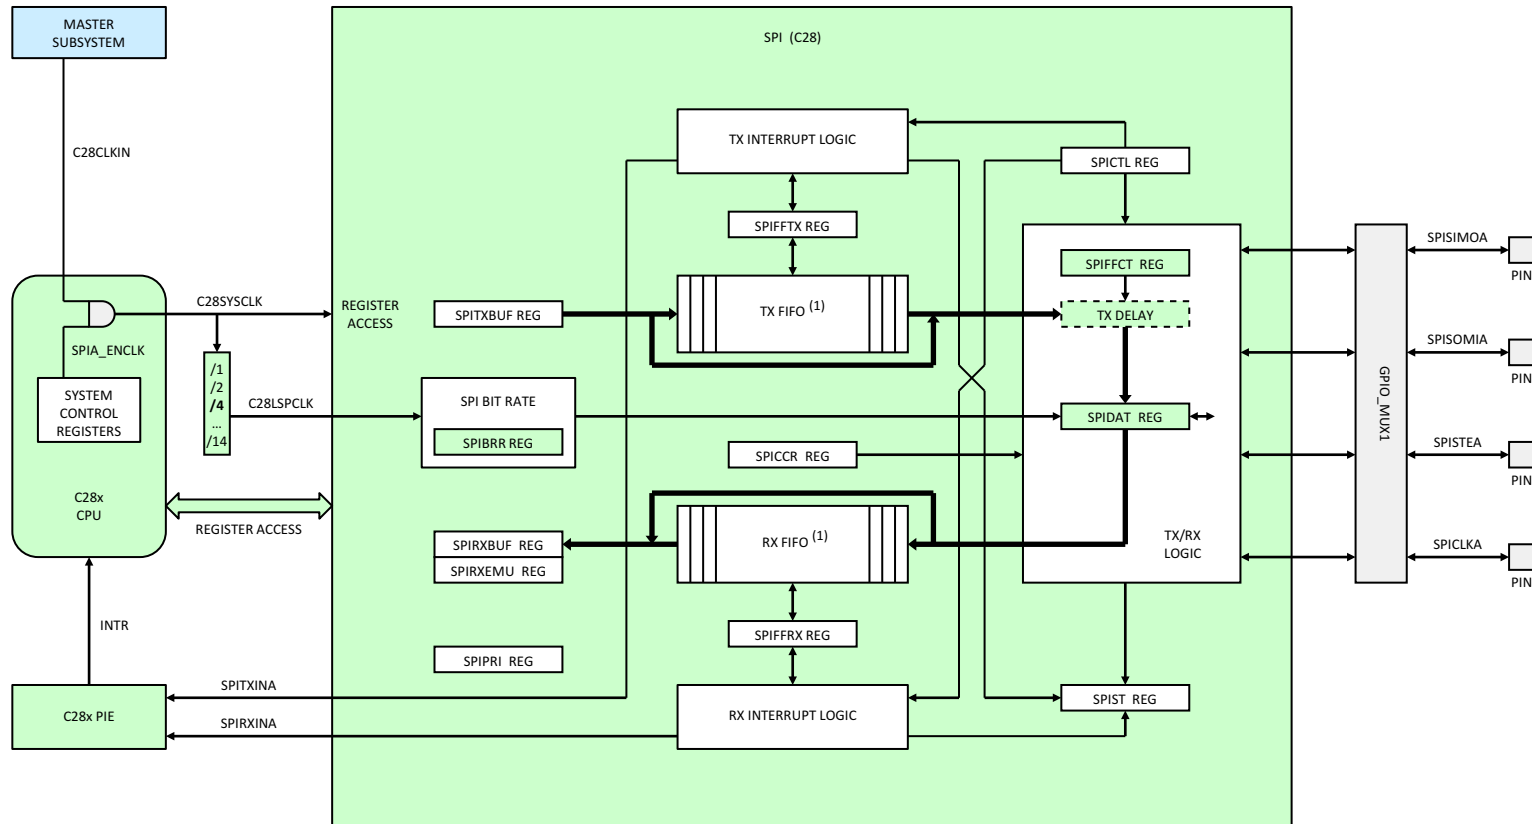 MASTER
SUBSYSTEM
SPI (C28)
C28CLKIN
TX INTERRUPT LOGIC
SPICTL REG
SPIFFTX REG
SPISIMOA
PIN
SPIFFCT REG
C28SYSCLK
REGISTER
ACCESS
SPITXBUF REG
TX FIFO (1)
TX DELAY
SPIA_ENCLK
SPISOMIA
PIN
SYSTEM
CONTROL
REGISTERS
/1
/2
/4
...
/14
C28LSPCLK
SPI BIT RATE
SPIBRR REG
SPIDAT REG
GPIO_MUX1
SPICCR REG
SPISTEA
PIN
C28x
CPU
REGISTER ACCESS
SPIRXBUF REG
SPIRXEMU REG
RX FIFO (1)
TX/RX
LOGIC
SPICLKA
PIN
INTR
SPIFFRX REG
SPIPRI REG
SPITXINA
SPIRXINA
C28x PIE
RX INTERRUPT LOGIC
SPIST REG